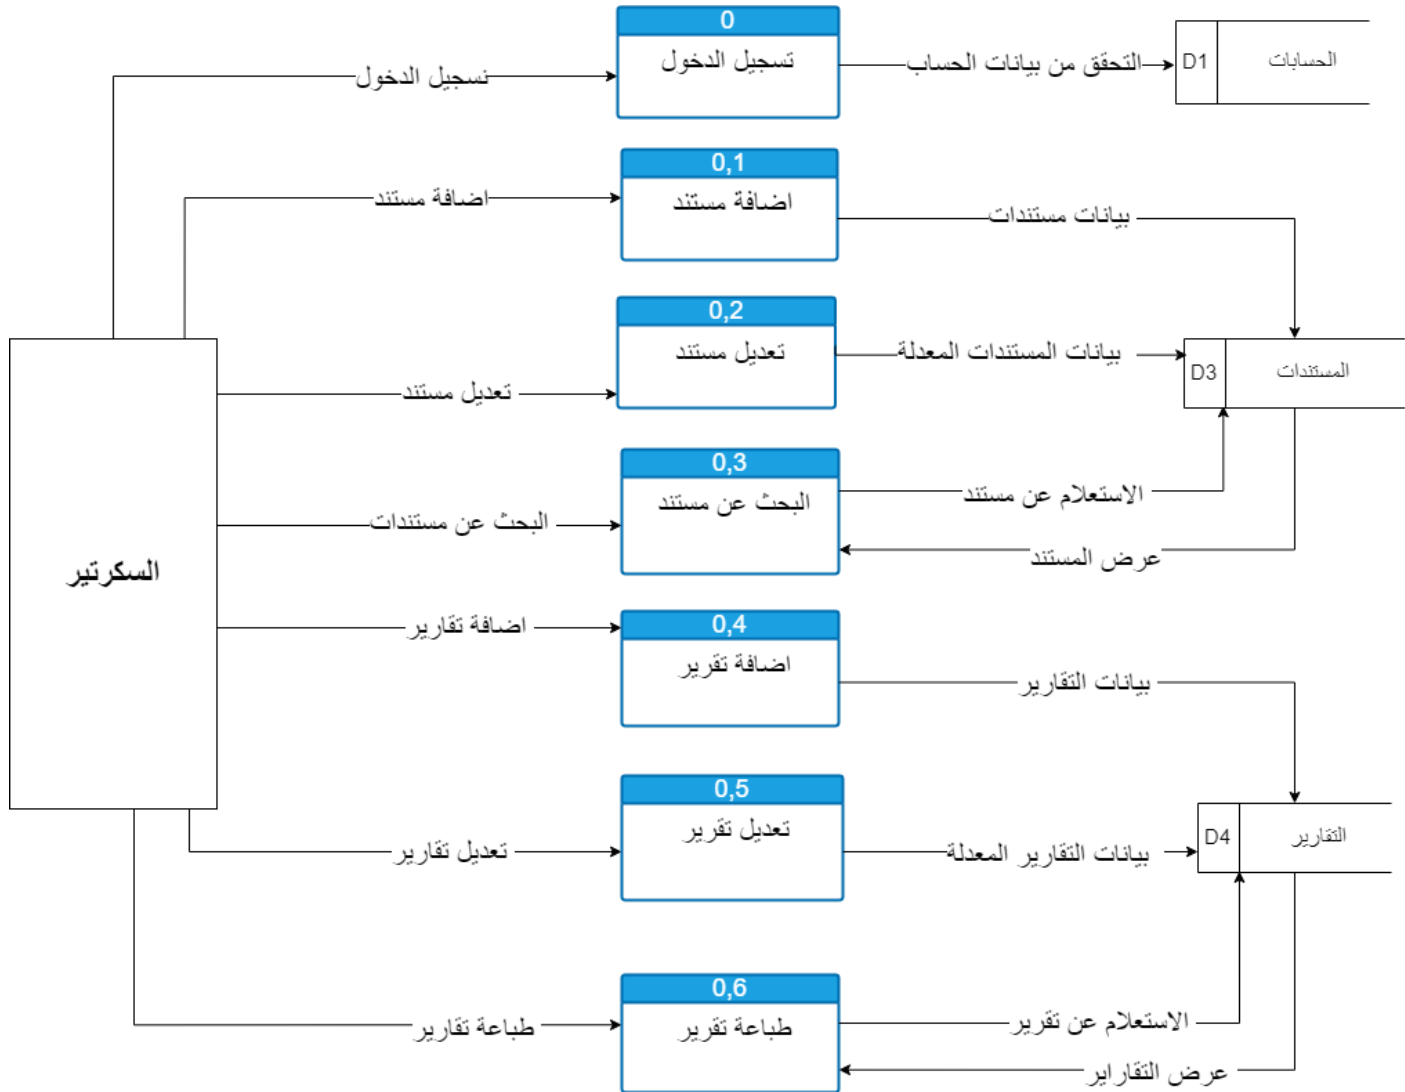 0
تسجيل الدخول
تسجيل الدخول
التحقق من بيانات الحساب
D1
الحسابات
0,1
اضافة مستند
اضافة مستند
بيانات مستندات
0,2
تعديل مستند
تعديل مستند
بيانات المستندات المعدلة
D3
المستندات
0,3
البحث عن مستندات
البحث عن مستند
الاستعلام عن مستند
عرض المستند
السكرتير
0,4
اضافة تقارير
اضافة تقرير
بيانات التقارير
0,5
تعديل تقارير
تعديل تقرير
بيانات التقارير المعدلة
D4
التقارير
0,6
طباعة تقارير
طباعة تقرير
الاستعلام عن تقرير
عرض التقاراير